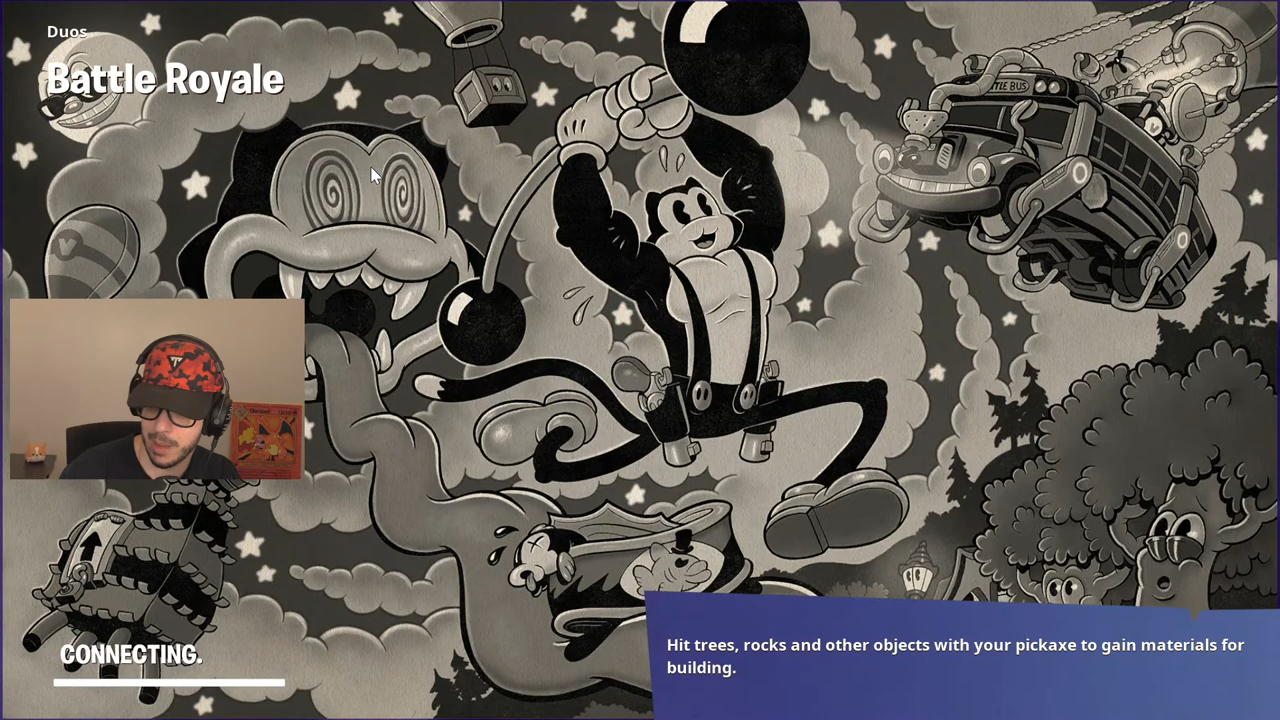 Duos
Battle Royale
CONNECTING.
Hit trees, rocks and other objects with your pickaxe to gain materials for
building.